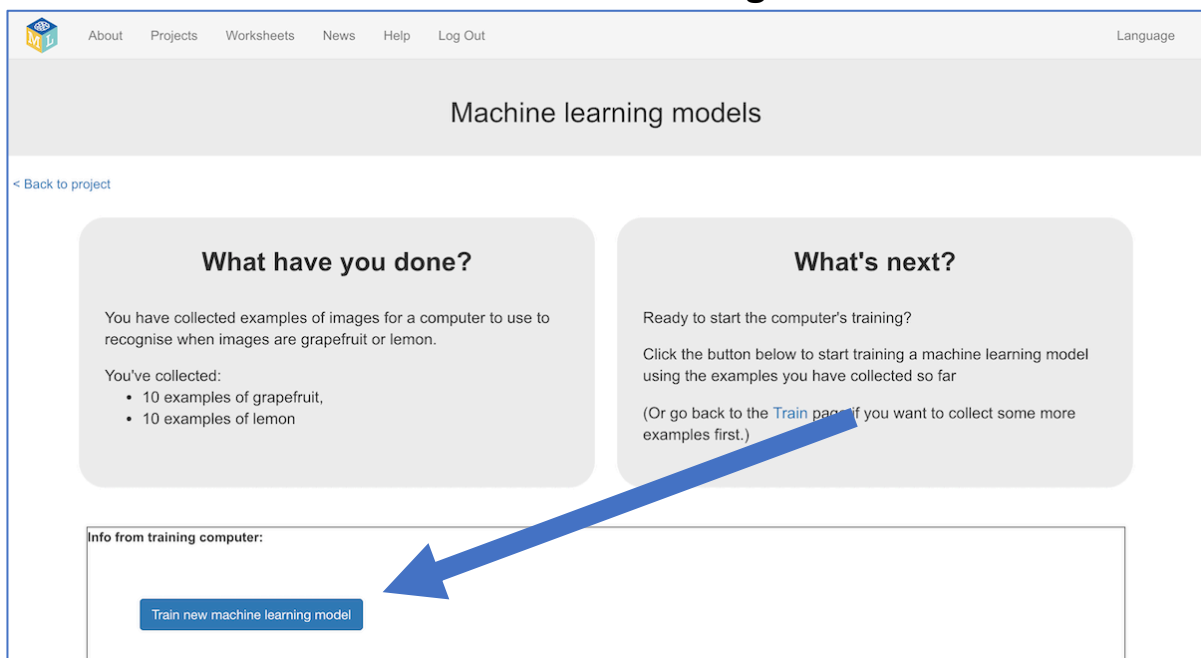 About Projects Worksheets News Help Log Out Language
Machine learning models
< Back to project
What have you done?
You have collected examples of images for a computer to use to
recognise when images are grapefruit or lemon.
You've collected:
• 10 examples of grapefruit,
• 10 examples of lemon
What's next?
Ready to start the computer's training?
Click the button below to start training a machine learning model
using the examples you have collected so far
(Or go back to the Train page if you want to collect some more
examples first.)
Info from training computer:
Train new machine learning model